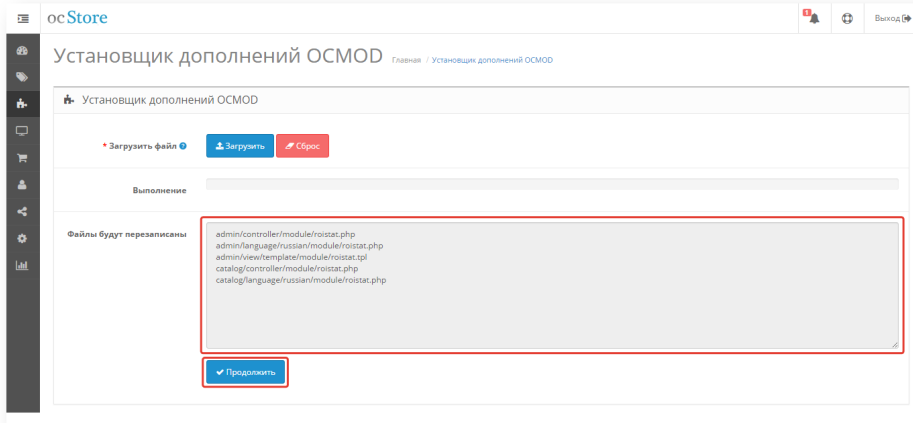 ocStore
1
Выход
Установщик дополнений OCMOD
Главная / Установщик дополнений OCMOD
Установщик дополнений OCMOD
* Загрузить файл ?
Загрузить
Сброс
Выполнение
Файлы будут перезаписаны
admin/controller/module/roistat.php
admin/language/russian/module/roistat.php
admin/view/template/module/roistat.tpl
catalog/controller/module/roistat.php
catalog/language/russian/module/roistat.php
Продолжить